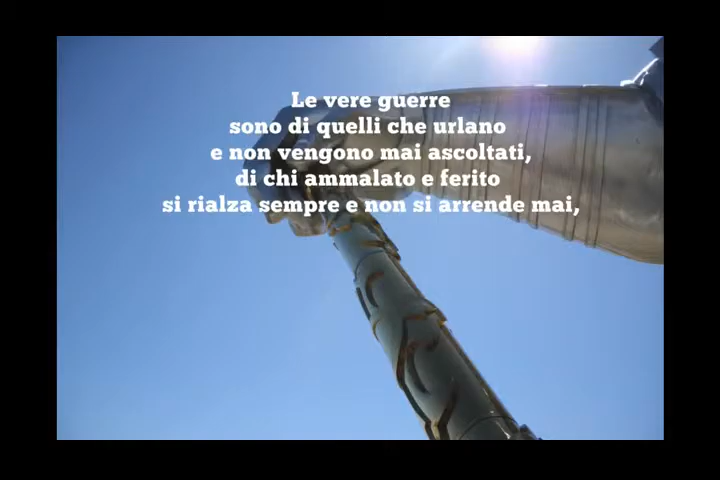 Le vere guerre
sono di quelli che urlano
e non vengono mai ascoltati,
di chi ammalato e ferito
si rialza sempre e non si arrende mai,